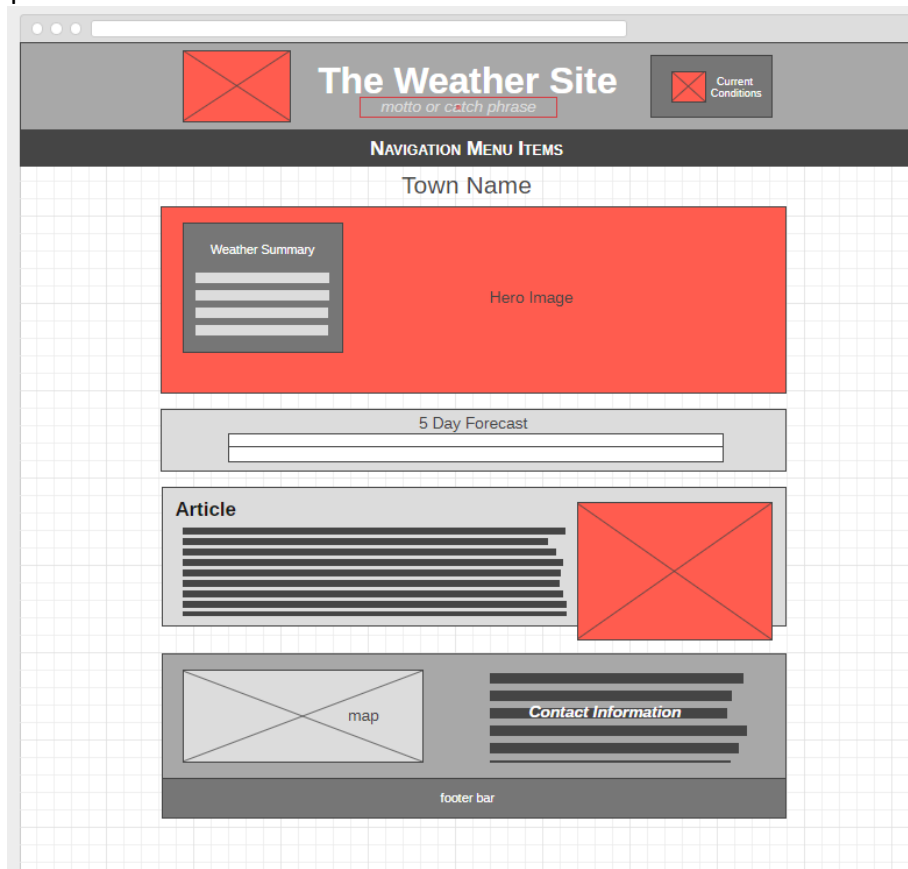 The Weather Site
motto or catch phrase
Current
Conditions
Navigation Menu Items
Town Name
Weather Summary
Hero Image
5 Day Forecast
Article
map
Contact Information
footer bar